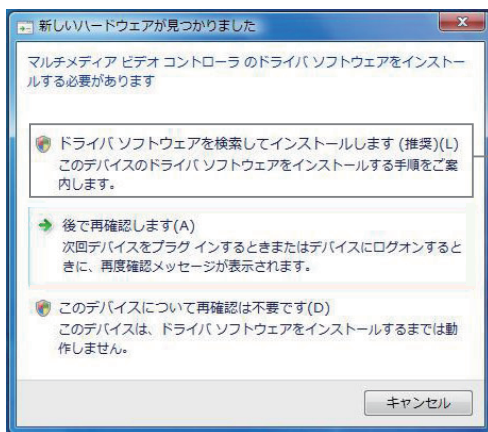 新しいハードウェアが見つかりました
マルチメディア ビデオ コントローラ のドライバ ソフトウェアをインストー
ルする必要があります
ドライバ ソフトウェアを検索してインストールします (推奨)(L)
このデバイスのドライバ ソフトウェアをインストールする手順をご案
内します。
後で再確認します(A)
次回デバイスをプラグ インするときまたはデバイスにログオンすると
きに、再度確認メッセージが表示されます。
このデバイスについて再確認は不要です(D)
このデバイスは、ドライバ ソフトウェアをインストールするまでは動
作しません。
キャンセル